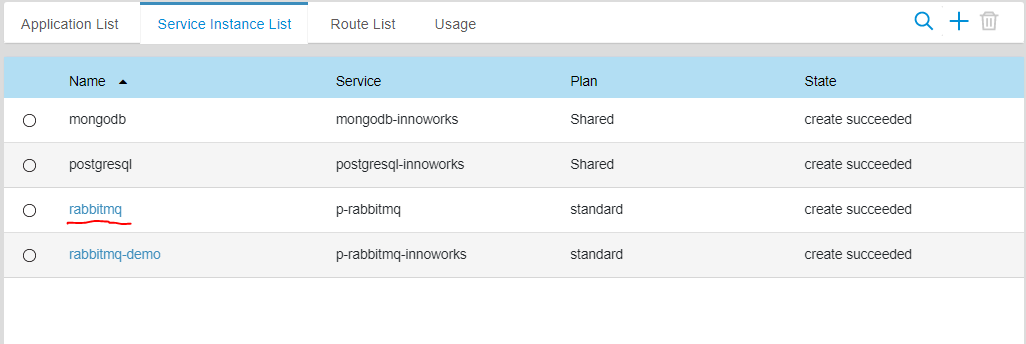 Application List Service Instance List Route List Usage
Name Service Plan State
mongodb mongodb-innoworks Shared create succeeded
postgresql postgresql-innoworks Shared create succeeded
rabbitmq p-rabbitmq standard create succeeded
rabbitmq-demo p-rabbitmq-innoworks standard create succeeded